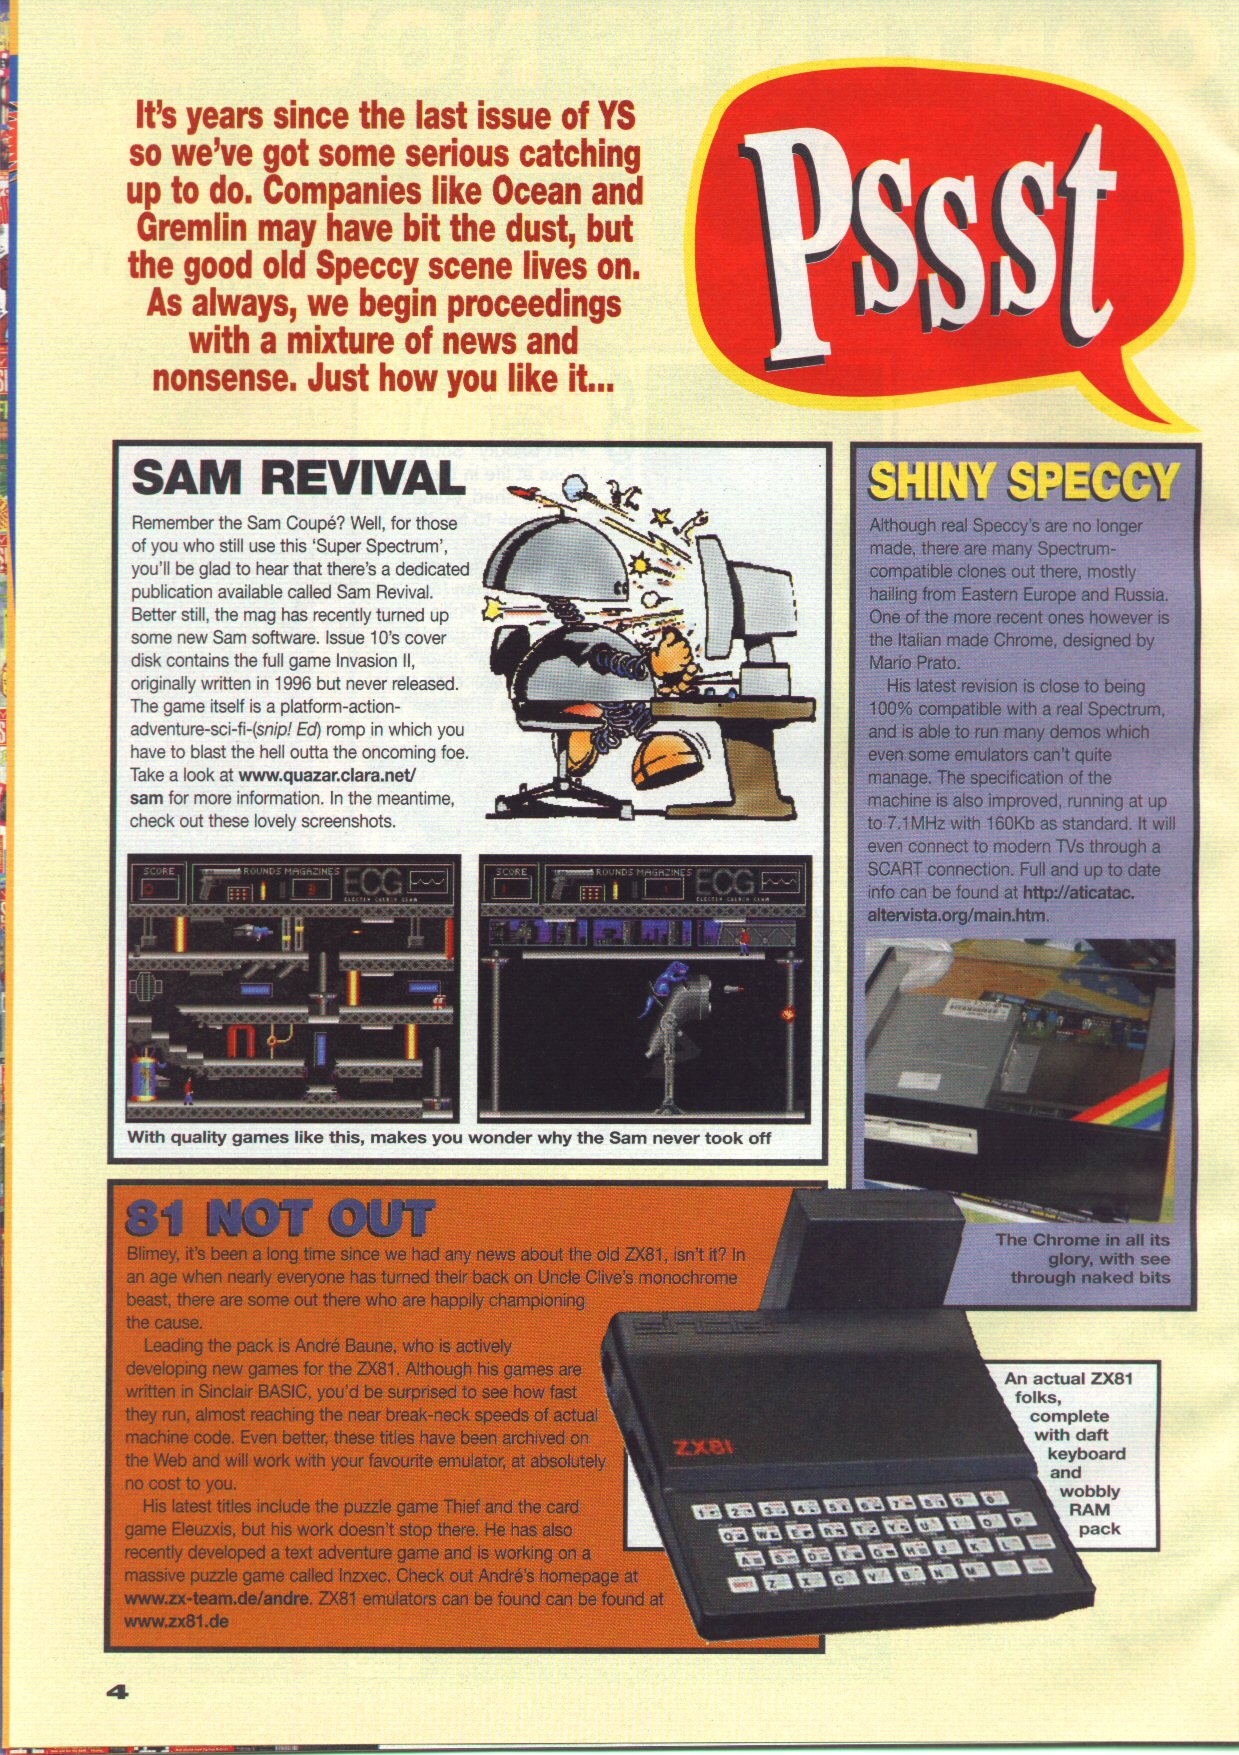 It's years since the last issue of YS
so we've got some serious catching
up to do. Companies like Ocean and
Gremlin may have bit the dust, but
the good old Speccy scene lives on.
As always, we begin proceedings
with a mixture of news and
nonsense. Just how you like it...
Pssst
SAM REVIVAL
Remember the Sam Coupé? Well, for those
of you who still use this 'Super Spectrum',
you'll be glad to hear that there's a dedicated
publication available called Sam Revival.
Better still, the mag has recently turned up
some new Sam software. Issue 10's cover
disk contains the full game Invasion II,
originally written in 1996 but never released.
The game itself is a platform-action-
adventure-sci-fi-(snip! Ed) romp in which you
have to blast the hell outta the oncoming foe.
Take a look at www.quazar.clara.net/
sam for more information. In the meantime,
check out these lovely screenshots.
SCORE
0
ROUNDS MAGAZINES
3
ECG
SCORE
1
ROUNDS MAGAZINES
1
ECG
With quality games like this, makes you wonder why the Sam never took off
SHINY SPECCY
Although real Speccy's are no longer
made, there are many Spectrum-
compatible clones out there, mostly
hailing from Eastern Europe and Russia.
One of the more recent ones however is
the Italian made Chrome, designed by
Mario Prato.
His latest revision is close to being
100% compatible with a real Spectrum,
and is able to run many demos which
even some emulators can't quite
manage. The specification of the
machine is also improved, running at up
to 7.1MHz with 160Kb as standard. It will
even connect to modern TVs through a
SCART connection. Full and up to date
info can be found at http://aticatac.
altervista.org/main.htm.
The Chrome in all its
glory, with see
through naked bits
81 NOT OUT
Blimey, it's been a long time since we had any news about the old ZX81, isn't it? In
an age when nearly everyone has turned their back on Uncle Clive's monochrome
beast, there are some out there who are happily championing
the cause.
Leading the pack is André Baune, who is actively
developing new games for the ZX81. Although his games are
written in Sinclair BASIC, you'd be surprised to see how fast
they run, almost reaching the near break-neck speeds of actual
machine code. Even better, these titles have been archived on
the Web and will work with your favourite emulator, at absolutely
no cost to you.
His latest titles include the puzzle game Thief and the card
game Eleuzxis, but his work doesn't stop there. He has also
recently developed a text adventure game and is working on a
massive puzzle game called Inzxec. Check out André's homepage at
www.zx-team.de/andre. ZX81 emulators can be found can be found at
www.zx81.de
sinclair
ZX81
1 2 3 4 5 6 7 8 9 0
Q W E R T Y U I O P
A S D F G H J K L
Z X C V B N M
An actual ZX81
folks,
complete
with daft
keyboard
and
wobbly
RAM
pack
4